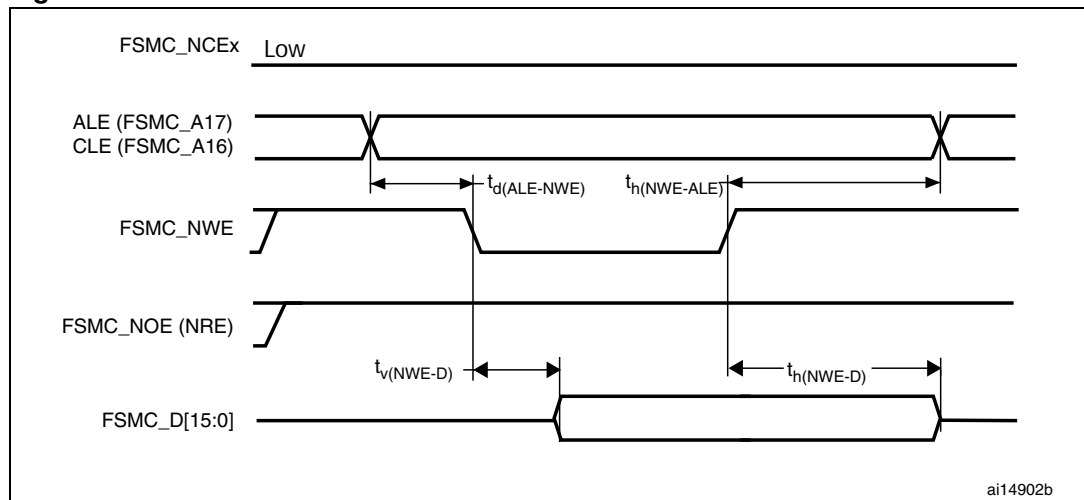 FSMC_NCEx Low
ALE (FSMC_A17)
CLE (FSMC_A16)
td(ALE-NWE) th(NWE-ALE)
FSMC_NWE
FSMC_NOE (NRE)
tv(NWE-D) th(NWE-D)
FSMC_D[15:0]
ai14902b